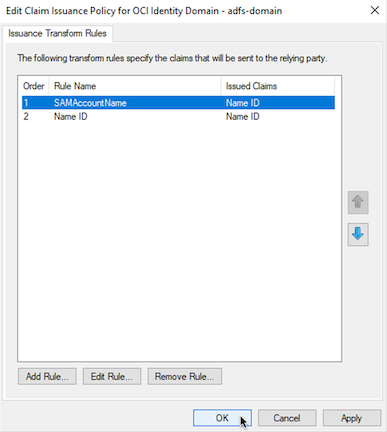 Edit Claim Issuance Policy for OCI Identity Domain - adfs-domain
Issuance Transform Rules
The following transform rules specify the claims that will be sent to the relying party.
Order Rule Name Issued Claims
1 SAMAccountName Name ID
2 Name ID Name ID
Add Rule... Edit Rule... Remove Rule...
OK Cancel Apply